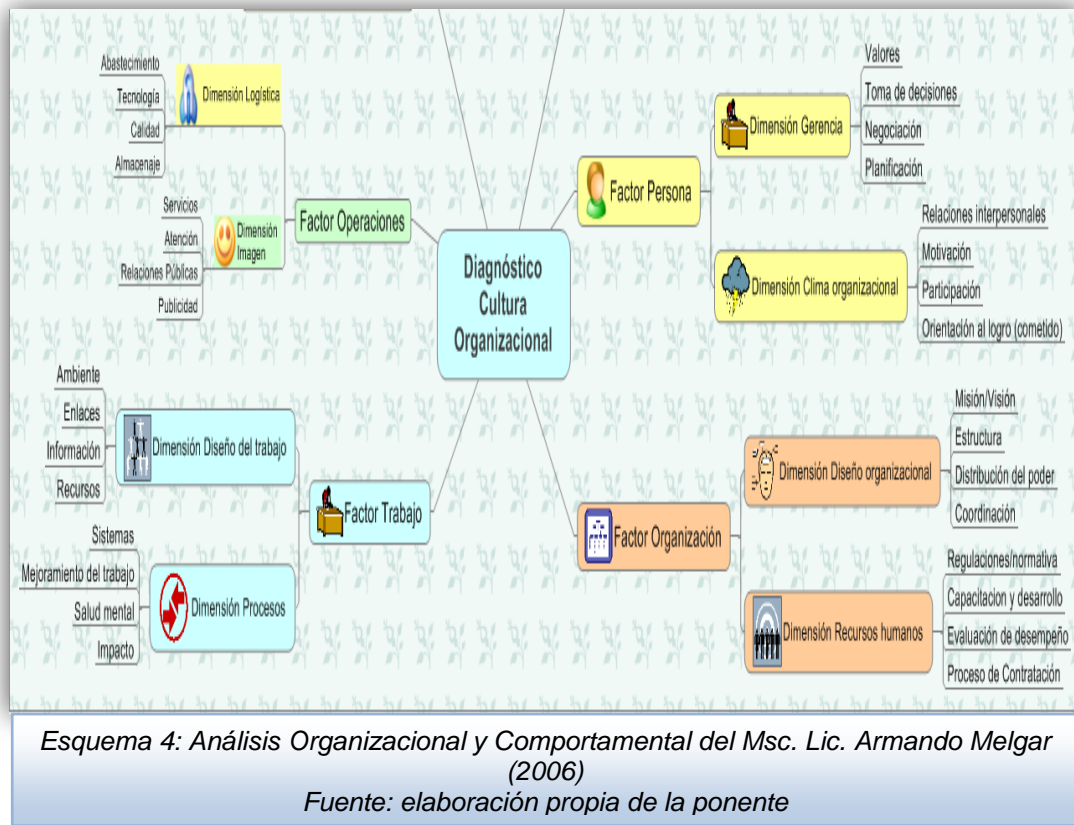 Abastecimiento
Tecnología
Calidad
Almacenaje
Dimensión Logística
Servicios
Atención
Relaciones Públicas
Publicidad
Dimensión
Imagen
Factor Operaciones
Diagnóstico
Cultura
Organizacional
Factor Persona
Dimensión Gerencia
Valores
Toma de decisiones
Negociación
Planificación
Dimensión Clima organizacional
Relaciones interpersonales
Motivación
Participación
Orientación al logro (cometido)
Ambiente
Enlaces
Información
Recursos
Dimensión Diseño del trabajo
Sistemas
Mejoramiento del trabajo
Salud mental
Impacto
Dimensión Procesos
Factor Trabajo
Factor Organización
Dimensión Diseño organizacional
Misión/Visión
Estructura
Distribución del poder
Coordinación
Dimensión Recursos humanos
Regulaciones/normativa
Capacitacion y desarrollo
Evaluación de desempeño
Proceso de Contratación
Esquema 4: Análisis Organizacional y Comportamental del Msc. Lic. Armando Melgar
(2006)
Fuente: elaboración propia de la ponente